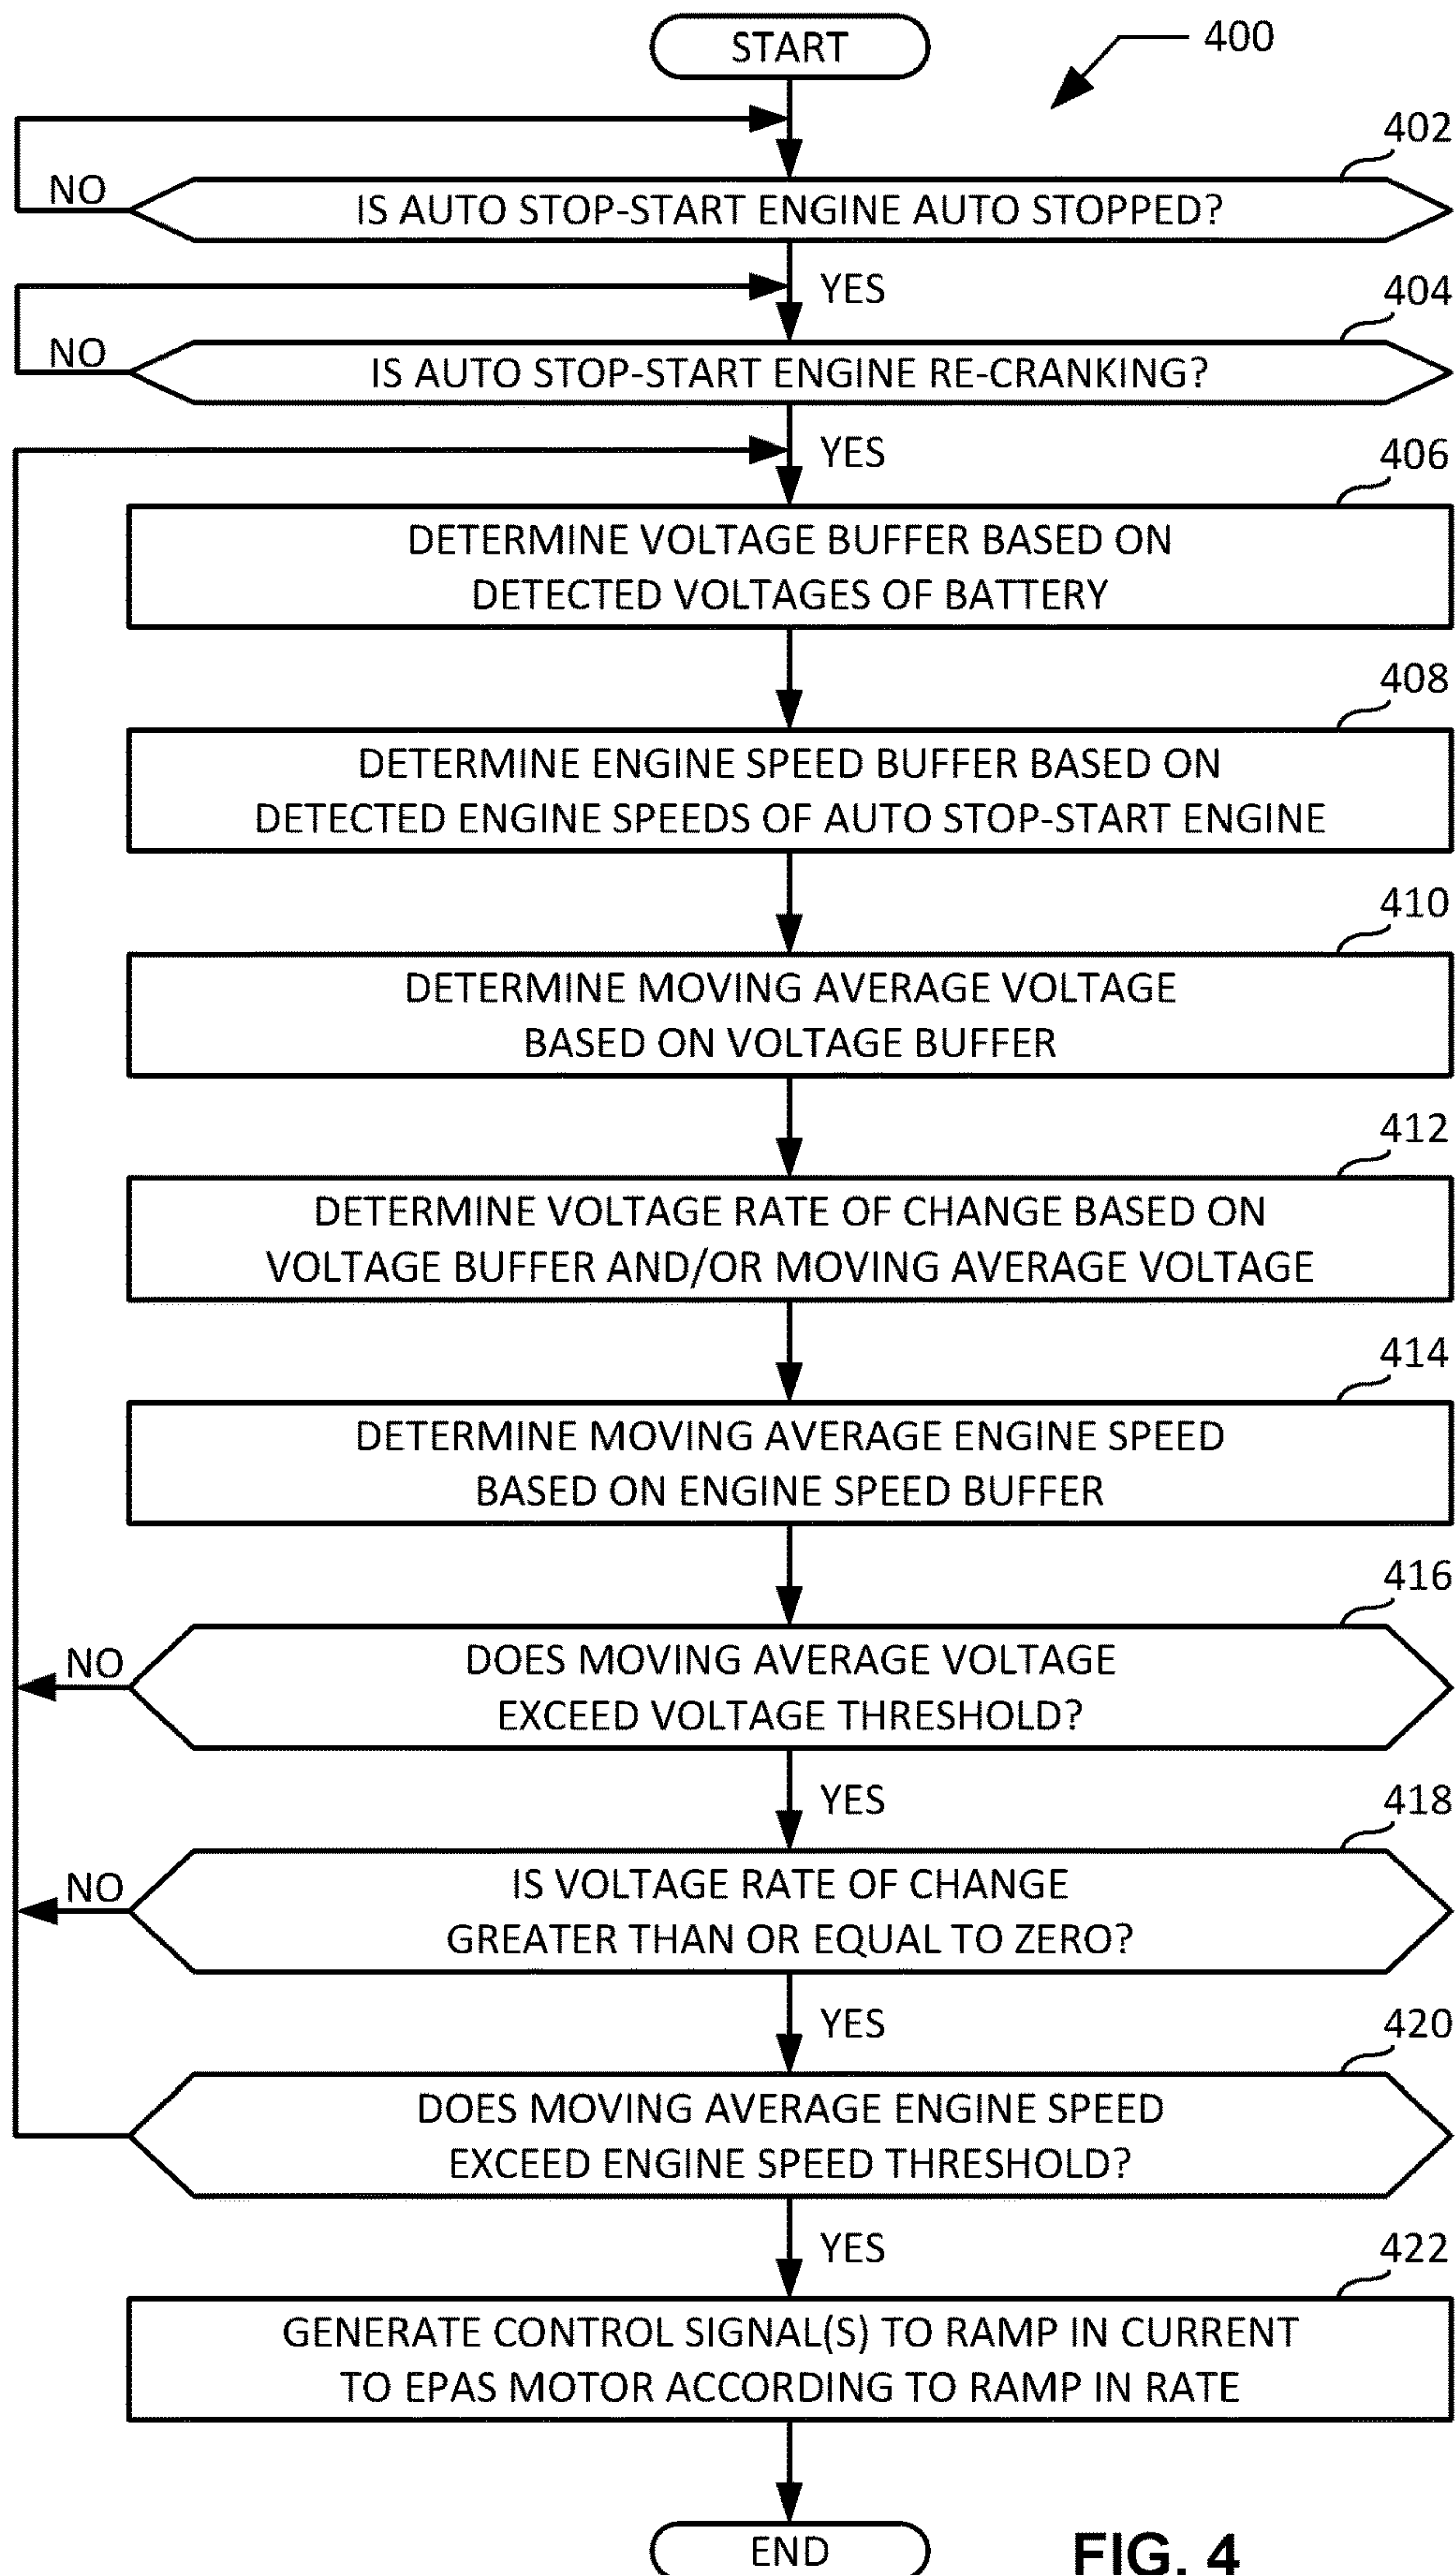 START
400
402
NO
IS AUTO STOP-START ENGINE AUTO STOPPED?
YES
404
NO
IS AUTO STOP-START ENGINE RE-CRANKING?
YES
406
DETERMINE VOLTAGE BUFFER BASED ON
DETECTED VOLTAGES OF BATTERY
408
DETERMINE ENGINE SPEED BUFFER BASED ON
DETECTED ENGINE SPEEDS OF AUTO STOP-START ENGINE
410
DETERMINE MOVING AVERAGE VOLTAGE
BASED ON VOLTAGE BUFFER
412
DETERMINE VOLTAGE RATE OF CHANGE BASED ON
VOLTAGE BUFFER AND/OR MOVING AVERAGE VOLTAGE
414
DETERMINE MOVING AVERAGE ENGINE SPEED
BASED ON ENGINE SPEED BUFFER
416
NO
DOES MOVING AVERAGE VOLTAGE
EXCEED VOLTAGE THRESHOLD?
YES
418
NO
IS VOLTAGE RATE OF CHANGE
GREATER THAN OR EQUAL TO ZERO?
YES
420
DOES MOVING AVERAGE ENGINE SPEED
EXCEED ENGINE SPEED THRESHOLD?
YES
422
GENERATE CONTROL SIGNAL(S) TO RAMP IN CURRENT
TO EPAS MOTOR ACCORDING TO RAMP IN RATE
END
FIG. 4